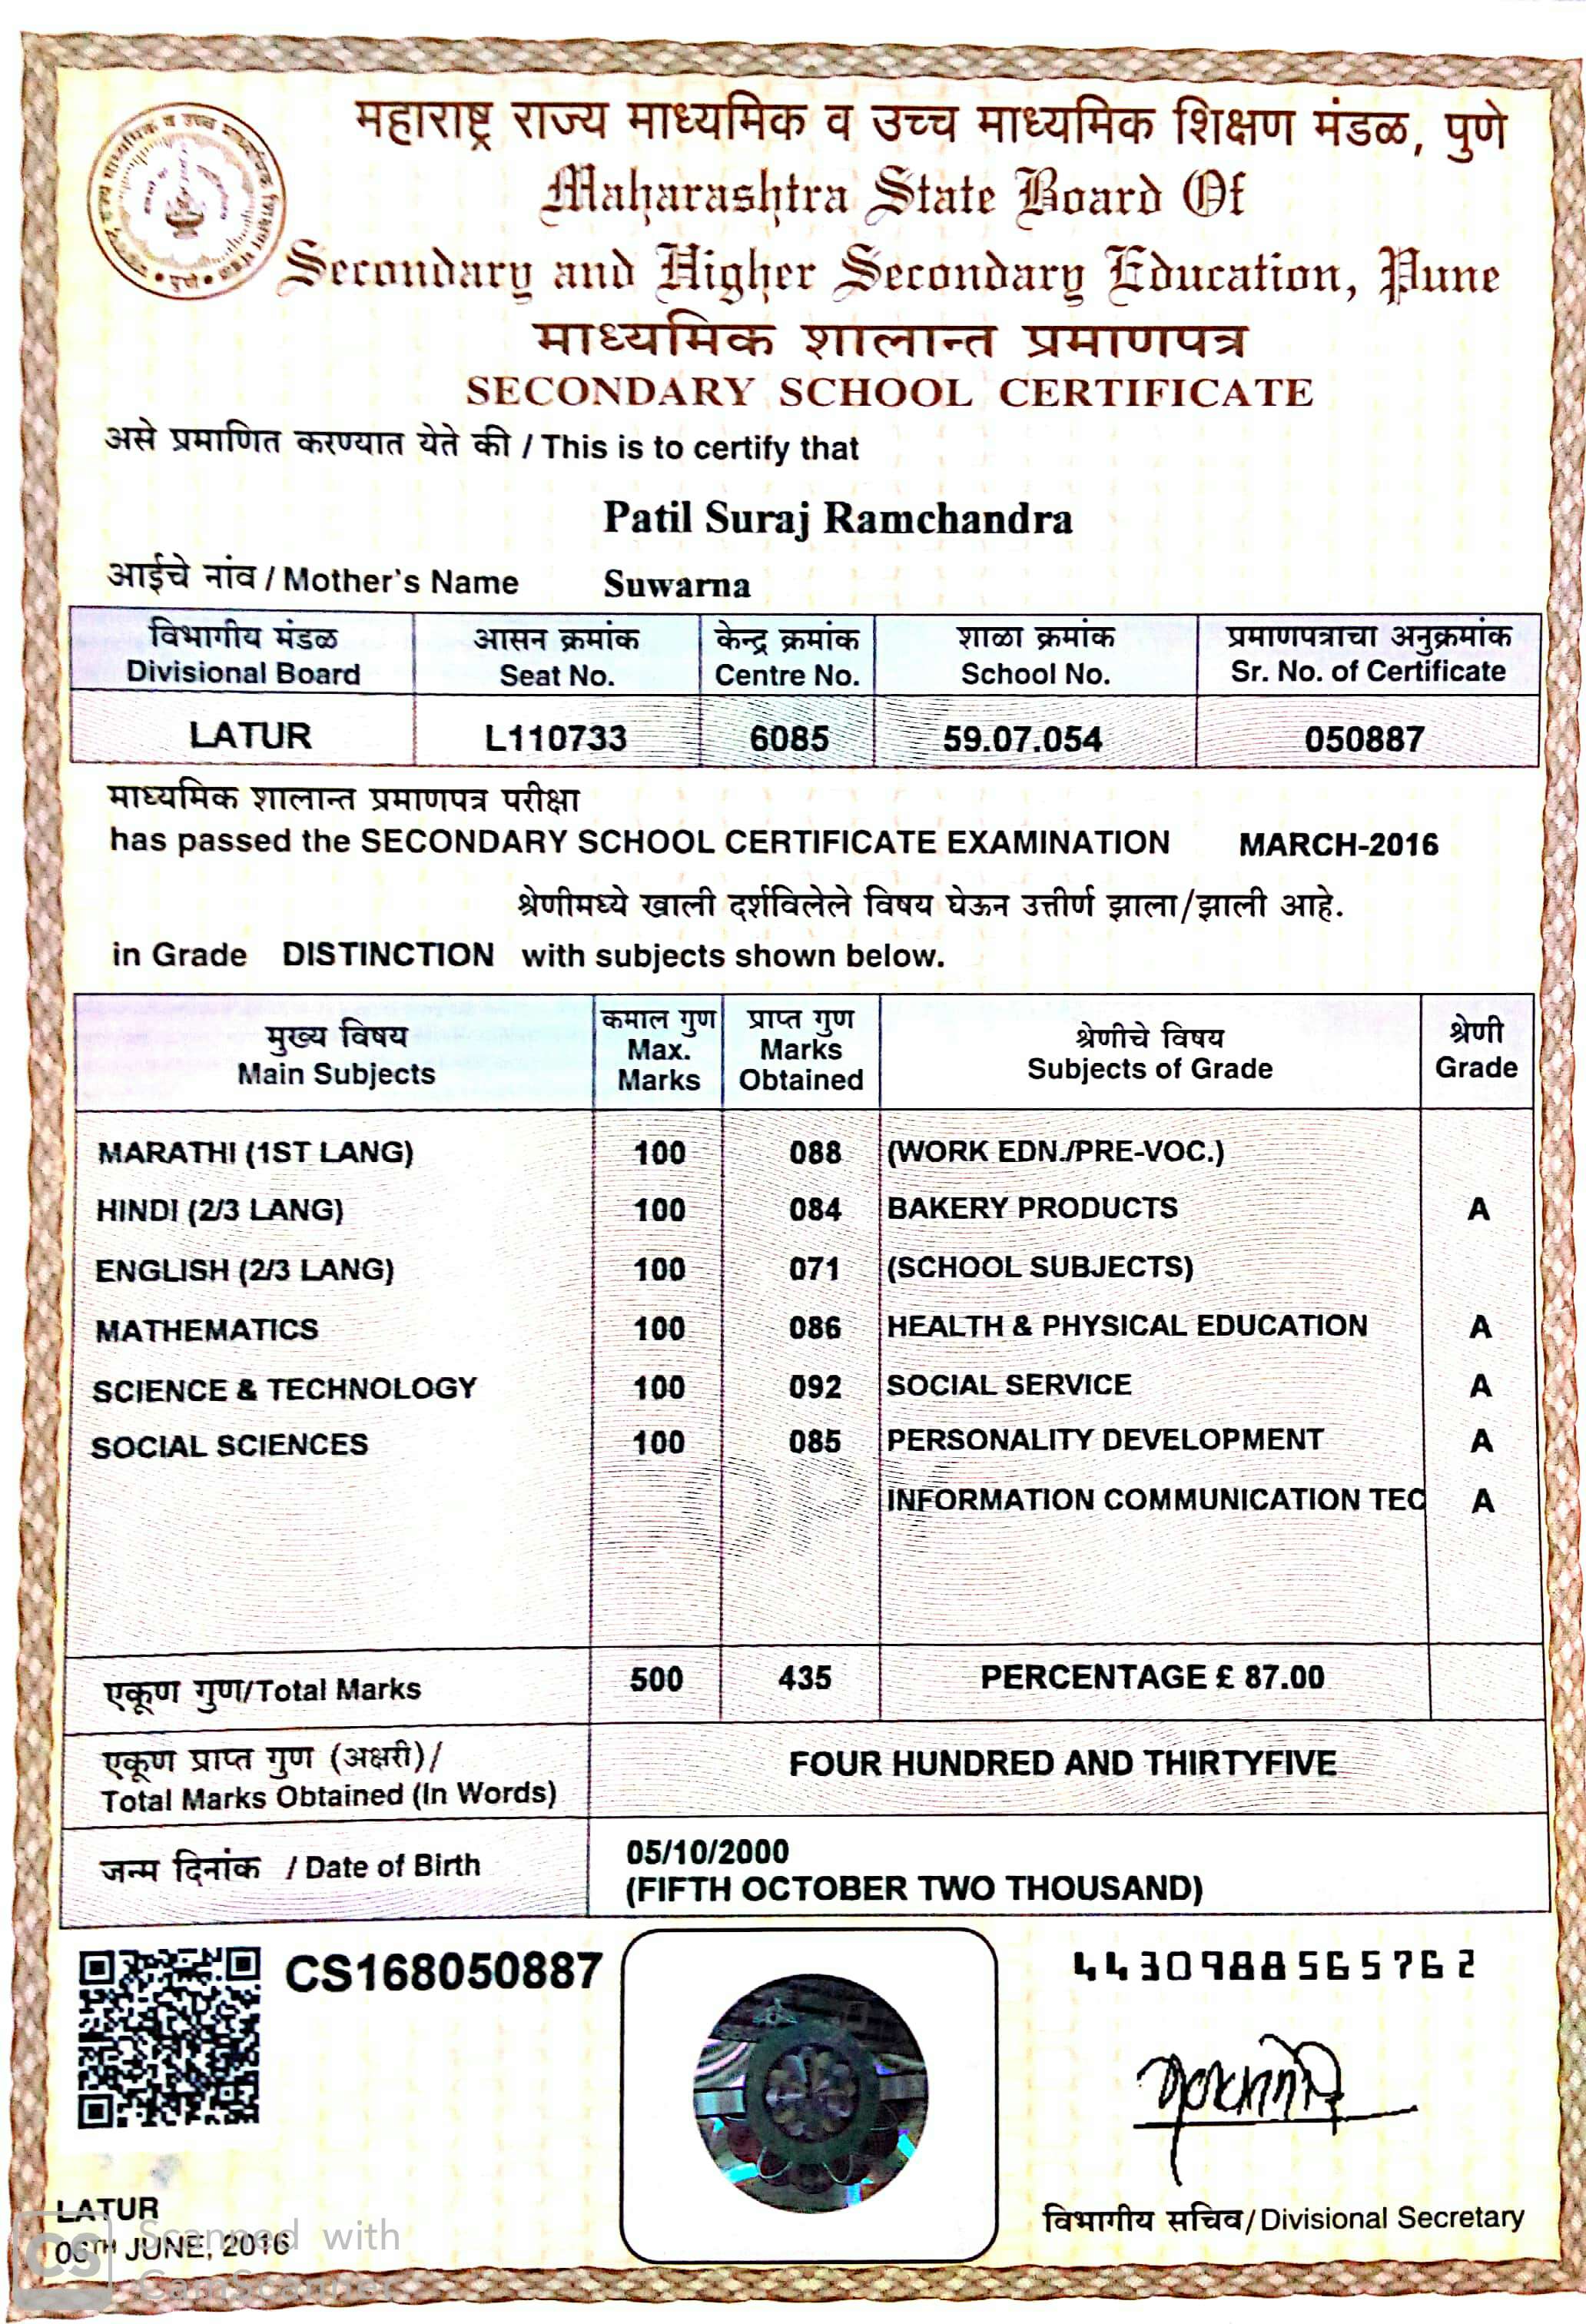 महाराष्ट्र राज्य माध्यमिक व उच्च माध्यमिक शिक्षण मंडळ, पुणे
Maharashtra State Board Of
Secondary and Higher Secondary Education, Pune
माध्यमिक शालान्त प्रमाणपत्र
SECONDARY SCHOOL CERTIFICATE
असे प्रमाणित करण्यात येते की / This is to certify that
Patil Suraj Ramchandra
आईचे नांव / Mother's Name Suwarna
विभागीय मंडळ आसन क्रमांक केन्द्र क्रमांक शाळा क्रमांक प्रमाणपत्राचा अनुक्रमांक
Divisional Board Seat No. Centre No. School No. Sr. No. of Certificate
LATUR L110733 6085 59.07.054 050887
माध्यमिक शालान्त प्रमाणपत्र परीक्षा
has passed the SECONDARY SCHOOL CERTIFICATE EXAMINATION MARCH-2016
श्रेणीमध्ये खाली दर्शविलेले विषय घेऊन उत्तीर्ण झाला/झाली आहे.
in Grade DISTINCTION with subjects shown below.
मुख्य विषय कमाल गुण प्राप्त गुण श्रेणीचे विषय श्रेणी
Main Subjects Max. Marks Marks Obtained Subjects of Grade Grade
MARATHI (1ST LANG) 100 088 (WORK EDN./PRE-VOC.)
HINDI (2/3 LANG) 100 084 BAKERY PRODUCTS A
ENGLISH (2/3 LANG) 100 071 (SCHOOL SUBJECTS)
MATHEMATICS 100 086 HEALTH & PHYSICAL EDUCATION A
SCIENCE & TECHNOLOGY 100 092 SOCIAL SERVICE A
SOCIAL SCIENCES 100 085 PERSONALITY DEVELOPMENT A
INFORMATION COMMUNICATION TEC A
एकूण गुण/Total Marks 500 435 PERCENTAGE £ 87.00
एकूण प्राप्त गुण (अक्षरी)/
Total Marks Obtained (In Words) FOUR HUNDRED AND THIRTYFIVE
जन्म दिनांक / Date of Birth 05/10/2000
(FIFTH OCTOBER TWO THOUSAND)
CS168050887 4430988565762
विभागीय सचिव/Divisional Secretary
LATUR
06TH JUNE, 2016
CS Scanned with
CamScanner